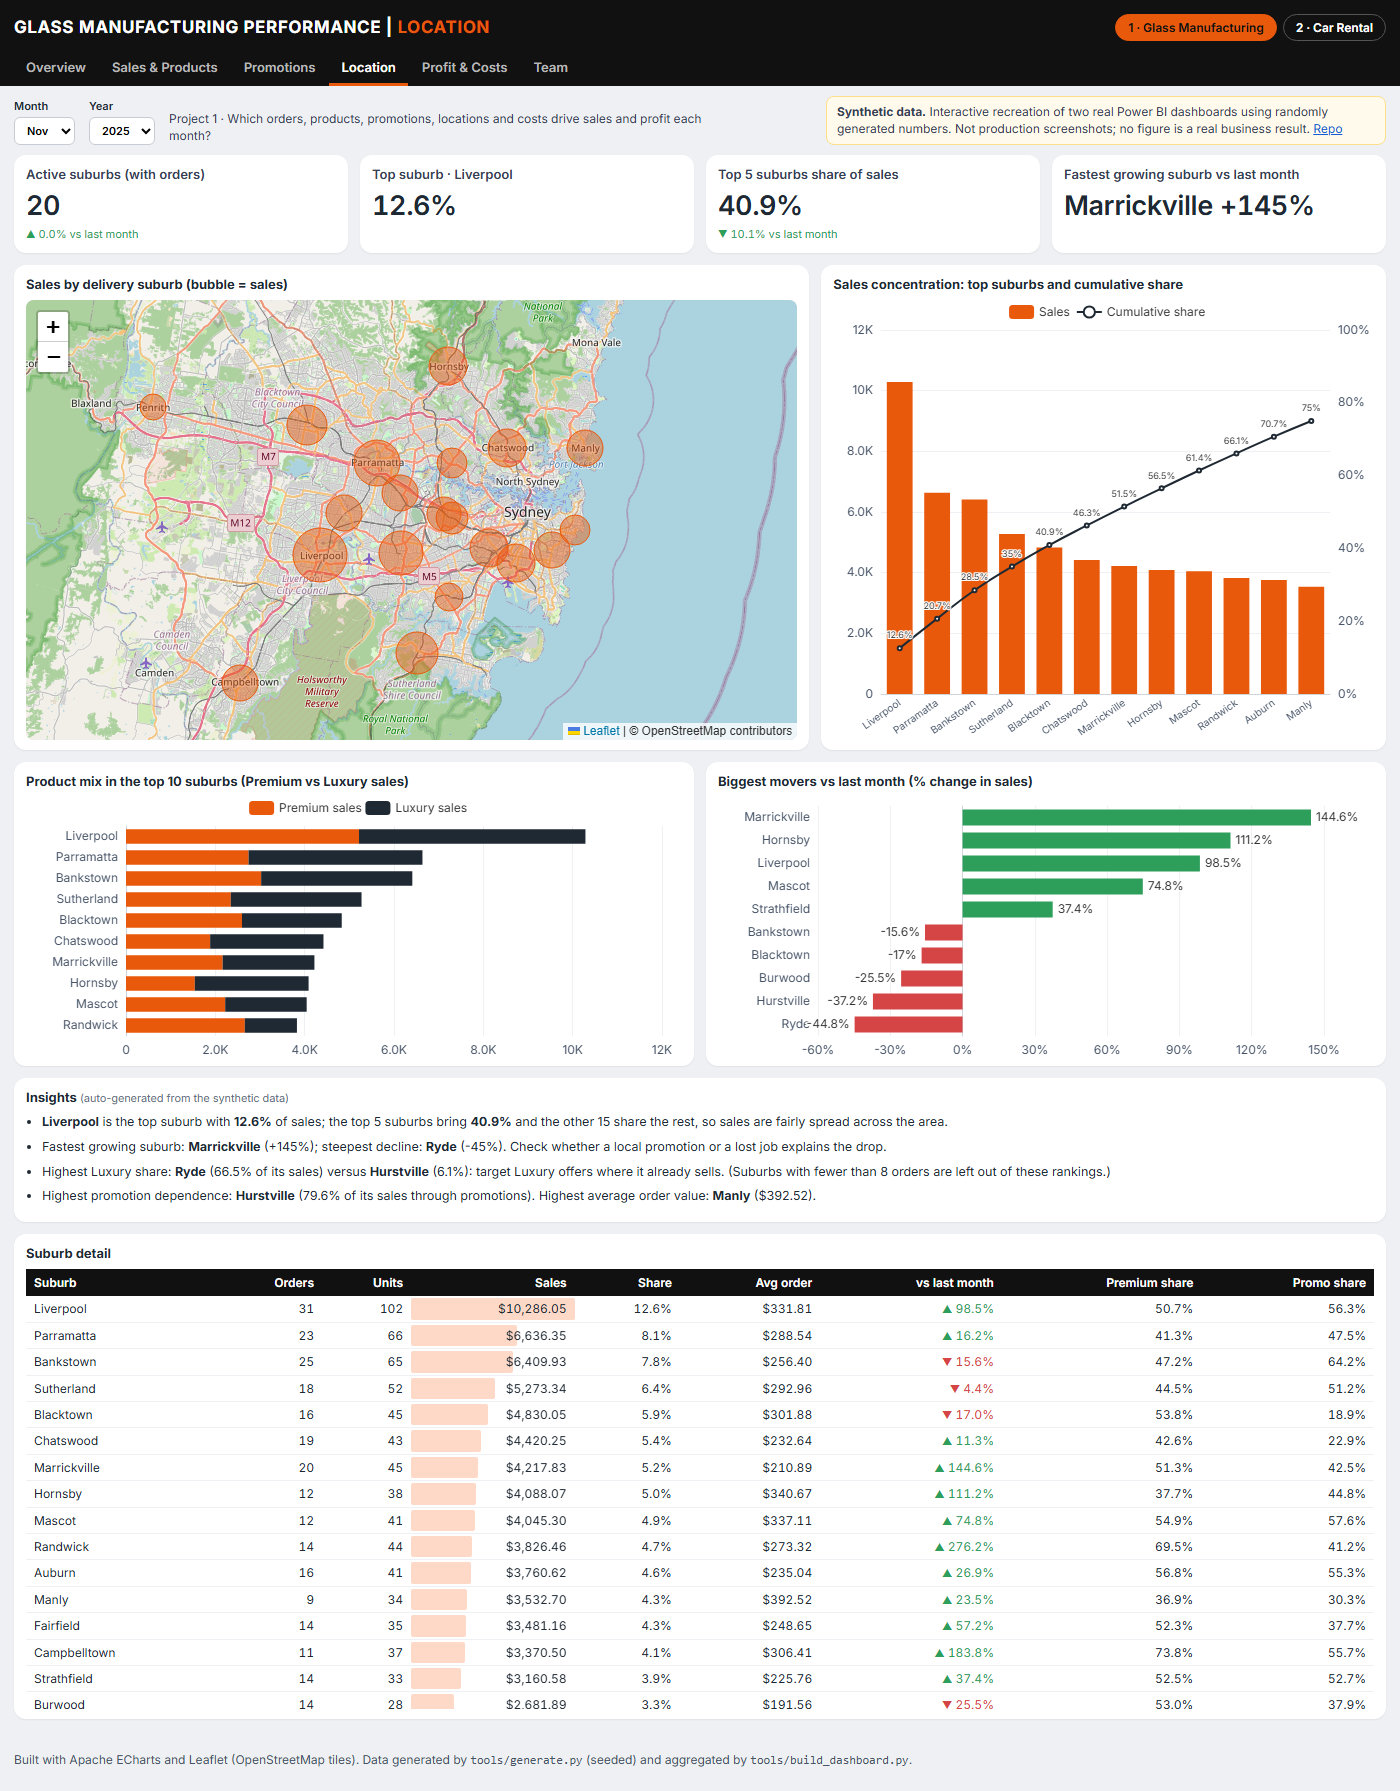 GLASS MANUFACTURING PERFORMANCE | LOCATION
1 · Glass Manufacturing
2 · Car Rental
Overview
Sales & Products
Promotions
Location
Profit & Costs
Team
Month
Year
Nov
2025
Project 1 · Which orders, products, promotions, locations and costs drive sales and profit each
month?
Synthetic data. Interactive recreation of two real Power BI dashboards using randomly
generated numbers. Not production screenshots; no figure is a real business result. Repo
Active suburbs (with orders)
20
▲ 0.0% vs last month
Top suburb · Liverpool
12.6%
Top 5 suburbs share of sales
40.9%
▼ 10.1% vs last month
Fastest growing suburb vs last month
Marrickville +145%
Sales by delivery suburb (bubble = sales)
+
−
National
Park
Mona Vale
Hornsby
Blaxland
Penrith
Blacktown
City Council
M7
Parramatta
Chatswood
Manly
Port Jackson
North Sydney
M12
Sydney
Liverpool
M5
Liverpool
City Council
Camden
Council
Camden
Campbelltown
Holsworthy
Military
Reserve
Sutherland
Shire Council
Royal National
Park
Leaflet | © OpenStreetMap contributors
Sales concentration: top suburbs and cumulative share
Sales
Cumulative share
12K
10K
8.0K
6.0K
4.0K
2.0K
0
100%
80%
60%
40%
20%
0%
12.6%
20.7%
28.5%
35%
40.9%
46.3%
51.5%
56.5%
61.4%
66.1%
70.7%
75%
Liverpool
Parramatta
Bankstown
Sutherland
Blacktown
Chatswood
Marrickville
Hornsby
Mascot
Randwick
Auburn
Manly
Product mix in the top 10 suburbs (Premium vs Luxury sales)
Premium sales
Luxury sales
Liverpool
Parramatta
Bankstown
Sutherland
Blacktown
Chatswood
Marrickville
Hornsby
Mascot
Randwick
0
2.0K
4.0K
6.0K
8.0K
10K
12K
Biggest movers vs last month (% change in sales)
Marrickville 144.6%
Hornsby 111.2%
Liverpool 98.5%
Mascot 74.8%
Strathfield 37.4%
Bankstown -15.6%
Blacktown -17%
Burwood -25.5%
Hurstville -37.2%
Ryde -44.8%
-60%
-30%
0%
30%
60%
90%
120%
150%
Insights (auto-generated from the synthetic data)
• Liverpool is the top suburb with 12.6% of sales; the top 5 suburbs bring 40.9% and the other 15 share the rest, so sales are fairly spread across the area.
• Fastest growing suburb: Marrickville (+145%); steepest decline: Ryde (-45%). Check whether a local promotion or a lost job explains the drop.
• Highest Luxury share: Ryde (66.5% of its sales) versus Hurstville (6.1%): target Luxury offers where it already sells. (Suburbs with fewer than 8 orders are left out of these rankings.)
• Highest promotion dependence: Hurstville (79.6% of its sales through promotions). Highest average order value: Manly ($392.52).
Suburb detail
Suburb Orders Units Sales Share Avg order vs last month Premium share Promo share
Liverpool 31 102 $10,286.05 12.6% $331.81 ▲ 98.5% 50.7% 56.3%
Parramatta 23 66 $6,636.35 8.1% $288.54 ▲ 16.2% 41.3% 47.5%
Bankstown 25 65 $6,409.93 7.8% $256.40 ▼ 15.6% 47.2% 64.2%
Sutherland 18 52 $5,273.34 6.4% $292.96 ▼ 4.4% 44.5% 51.2%
Blacktown 16 45 $4,830.05 5.9% $301.88 ▼ 17.0% 53.8% 18.9%
Chatswood 19 43 $4,420.25 5.4% $232.64 ▲ 11.3% 42.6% 22.9%
Marrickville 20 45 $4,217.83 5.2% $210.89 ▲ 144.6% 51.3% 42.5%
Hornsby 12 38 $4,088.07 5.0% $340.67 ▲ 111.2% 37.7% 44.8%
Mascot 12 41 $4,045.30 4.9% $337.11 ▲ 74.8% 54.9% 57.6%
Randwick 14 44 $3,826.46 4.7% $273.32 ▲ 276.2% 69.5% 41.2%
Auburn 16 41 $3,760.62 4.6% $235.04 ▲ 26.9% 56.8% 55.3%
Manly 9 34 $3,532.70 4.3% $392.52 ▲ 23.5% 36.9% 30.3%
Fairfield 14 35 $3,481.16 4.3% $248.65 ▲ 57.2% 52.3% 37.7%
Campbelltown 11 37 $3,370.50 4.1% $306.41 ▲ 183.8% 73.8% 55.7%
Strathfield 14 33 $3,160.58 3.9% $225.76 ▲ 37.4% 52.5% 52.7%
Burwood 14 28 $2,681.89 3.3% $191.56 ▼ 25.5% 53.0% 37.9%
Built with Apache ECharts and Leaflet (OpenStreetMap tiles). Data generated by tools/generate.py (seeded) and aggregated by tools/build_dashboard.py.